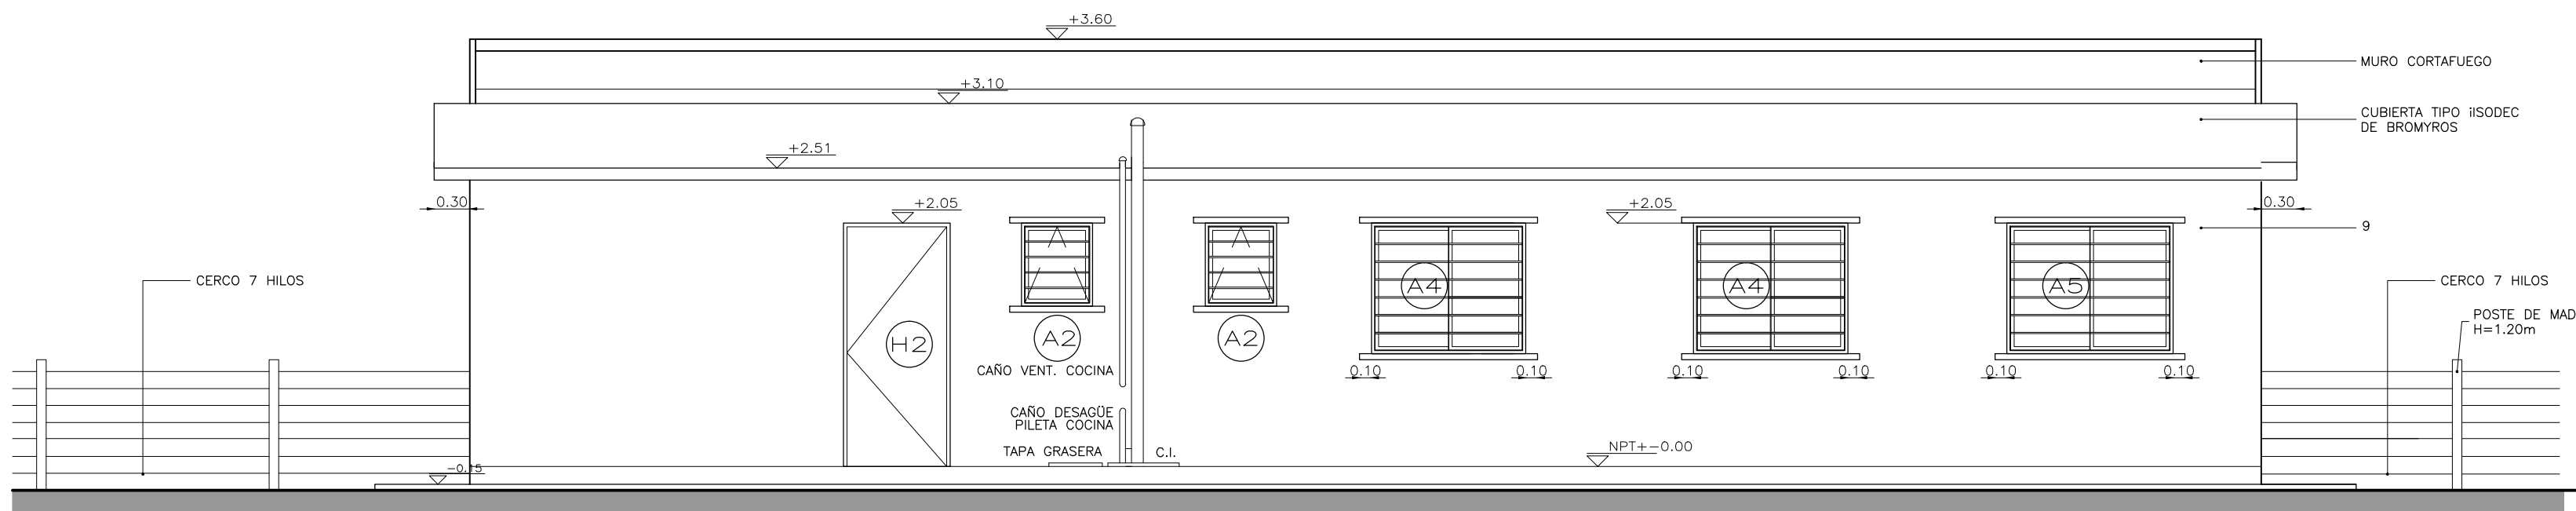 +3.60
MURO CORTAFUEGO
+3.10
CUBIERTA TIPO iISODEC
DE BROMYROS
+2.51
0.30
+2.05
+2.05
0.30
9
CERCO 7 HILOS
CERCO 7 HILOS
A4
A4
A5
POSTE DE MAD
H=1.20m
H2
A2
A2
CAÑO VENT. COCINA
0.10
0.10
0.10
0.10
0.10
0.10
CAÑO DESAGÜE
PILETA COCINA
TAPA GRASERA
C.I.
NPT+-0.00
-0.15